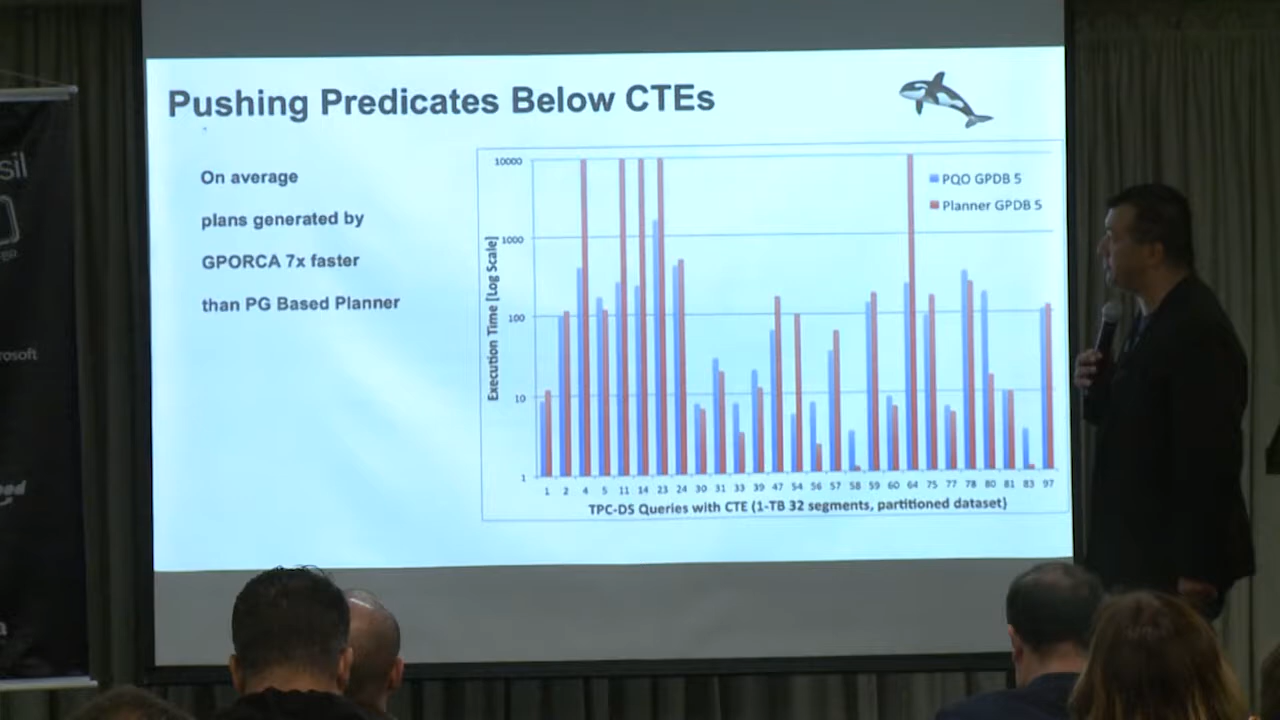 Pushing Predicates Below CTEs
On average
plans generated by
GPORCA 7x faster
than PG Based Planner
10000
1000
100
10
1
Execution Time [Log Scale]
PQO GPDB 5
Planner GPDB 5
1 2 4 5 11 14 23 24 30 31 33 39 47 54 56 57 58 59 60 64 75 77 78 80 81 83 97
TPC-DS Queries with CTE (1-TB 32 segments, partitioned dataset)
sil
rosoft